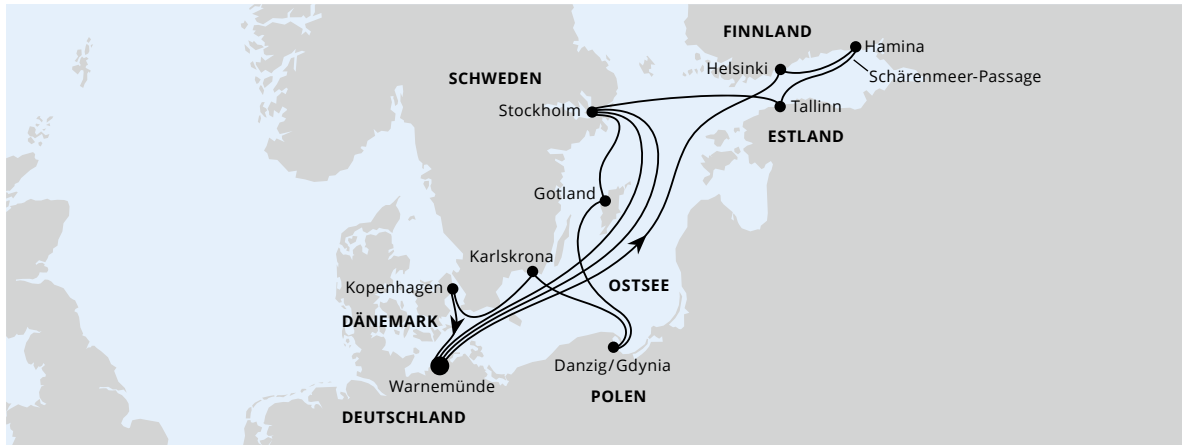 FINNLAND
Hamina
Helsinki
Schärenmeer-Passage
SCHWEDEN
Stockholm
Tallinn
ESTLAND
Gotland
Karlskrona
Kopenhagen
OSTSEE
DÄNEMARK
Danzig/Gdynia
Warnemünde
POLEN
DEUTSCHLAND